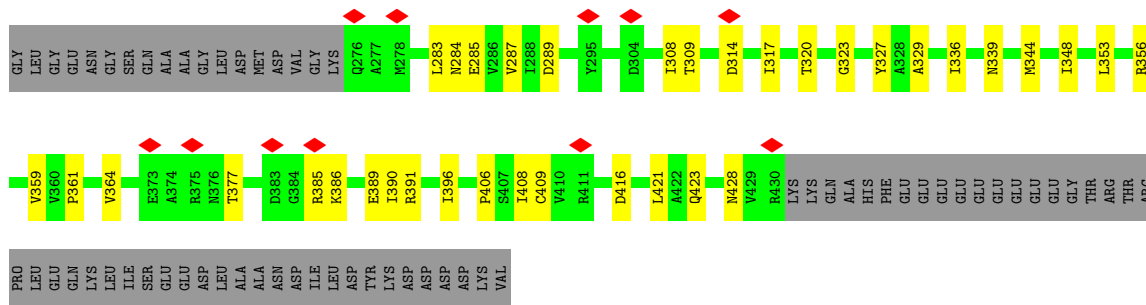 GLY LEU GLY GLU ASN GLY SER GLN ALA ALA GLY LEU ASP MET ASP VAL GLY LYS Q276 A277 M278 L283 N284 E285 V286 V287 I288 D289 Y295 D304 I308 T309 D314 I317 T320 G323 Y327 A328 A329 I336 N339 M344 I348 L353 R356
V359 V360 P361 V364 E373 A374 R375 N376 T377 D383 G384 R385 K386 E389 I390 R391 I396 P406 S407 I408 C409 V410 R411 D416 L421 A422 Q423 N428 V429 R430 LYS LYS GLN ALA HIS PHE GLU GLU GLU GLU GLU GLU GLU GLU GLU GLY THR ARG THR ARG
PRO LEU GLU GLN LYS LEU ILE SER GLU GLU ASP LEU ALA ALA ASN ASP ILE LEU ASP TYR LYS ASP ASP ASP ASP LYS VAL